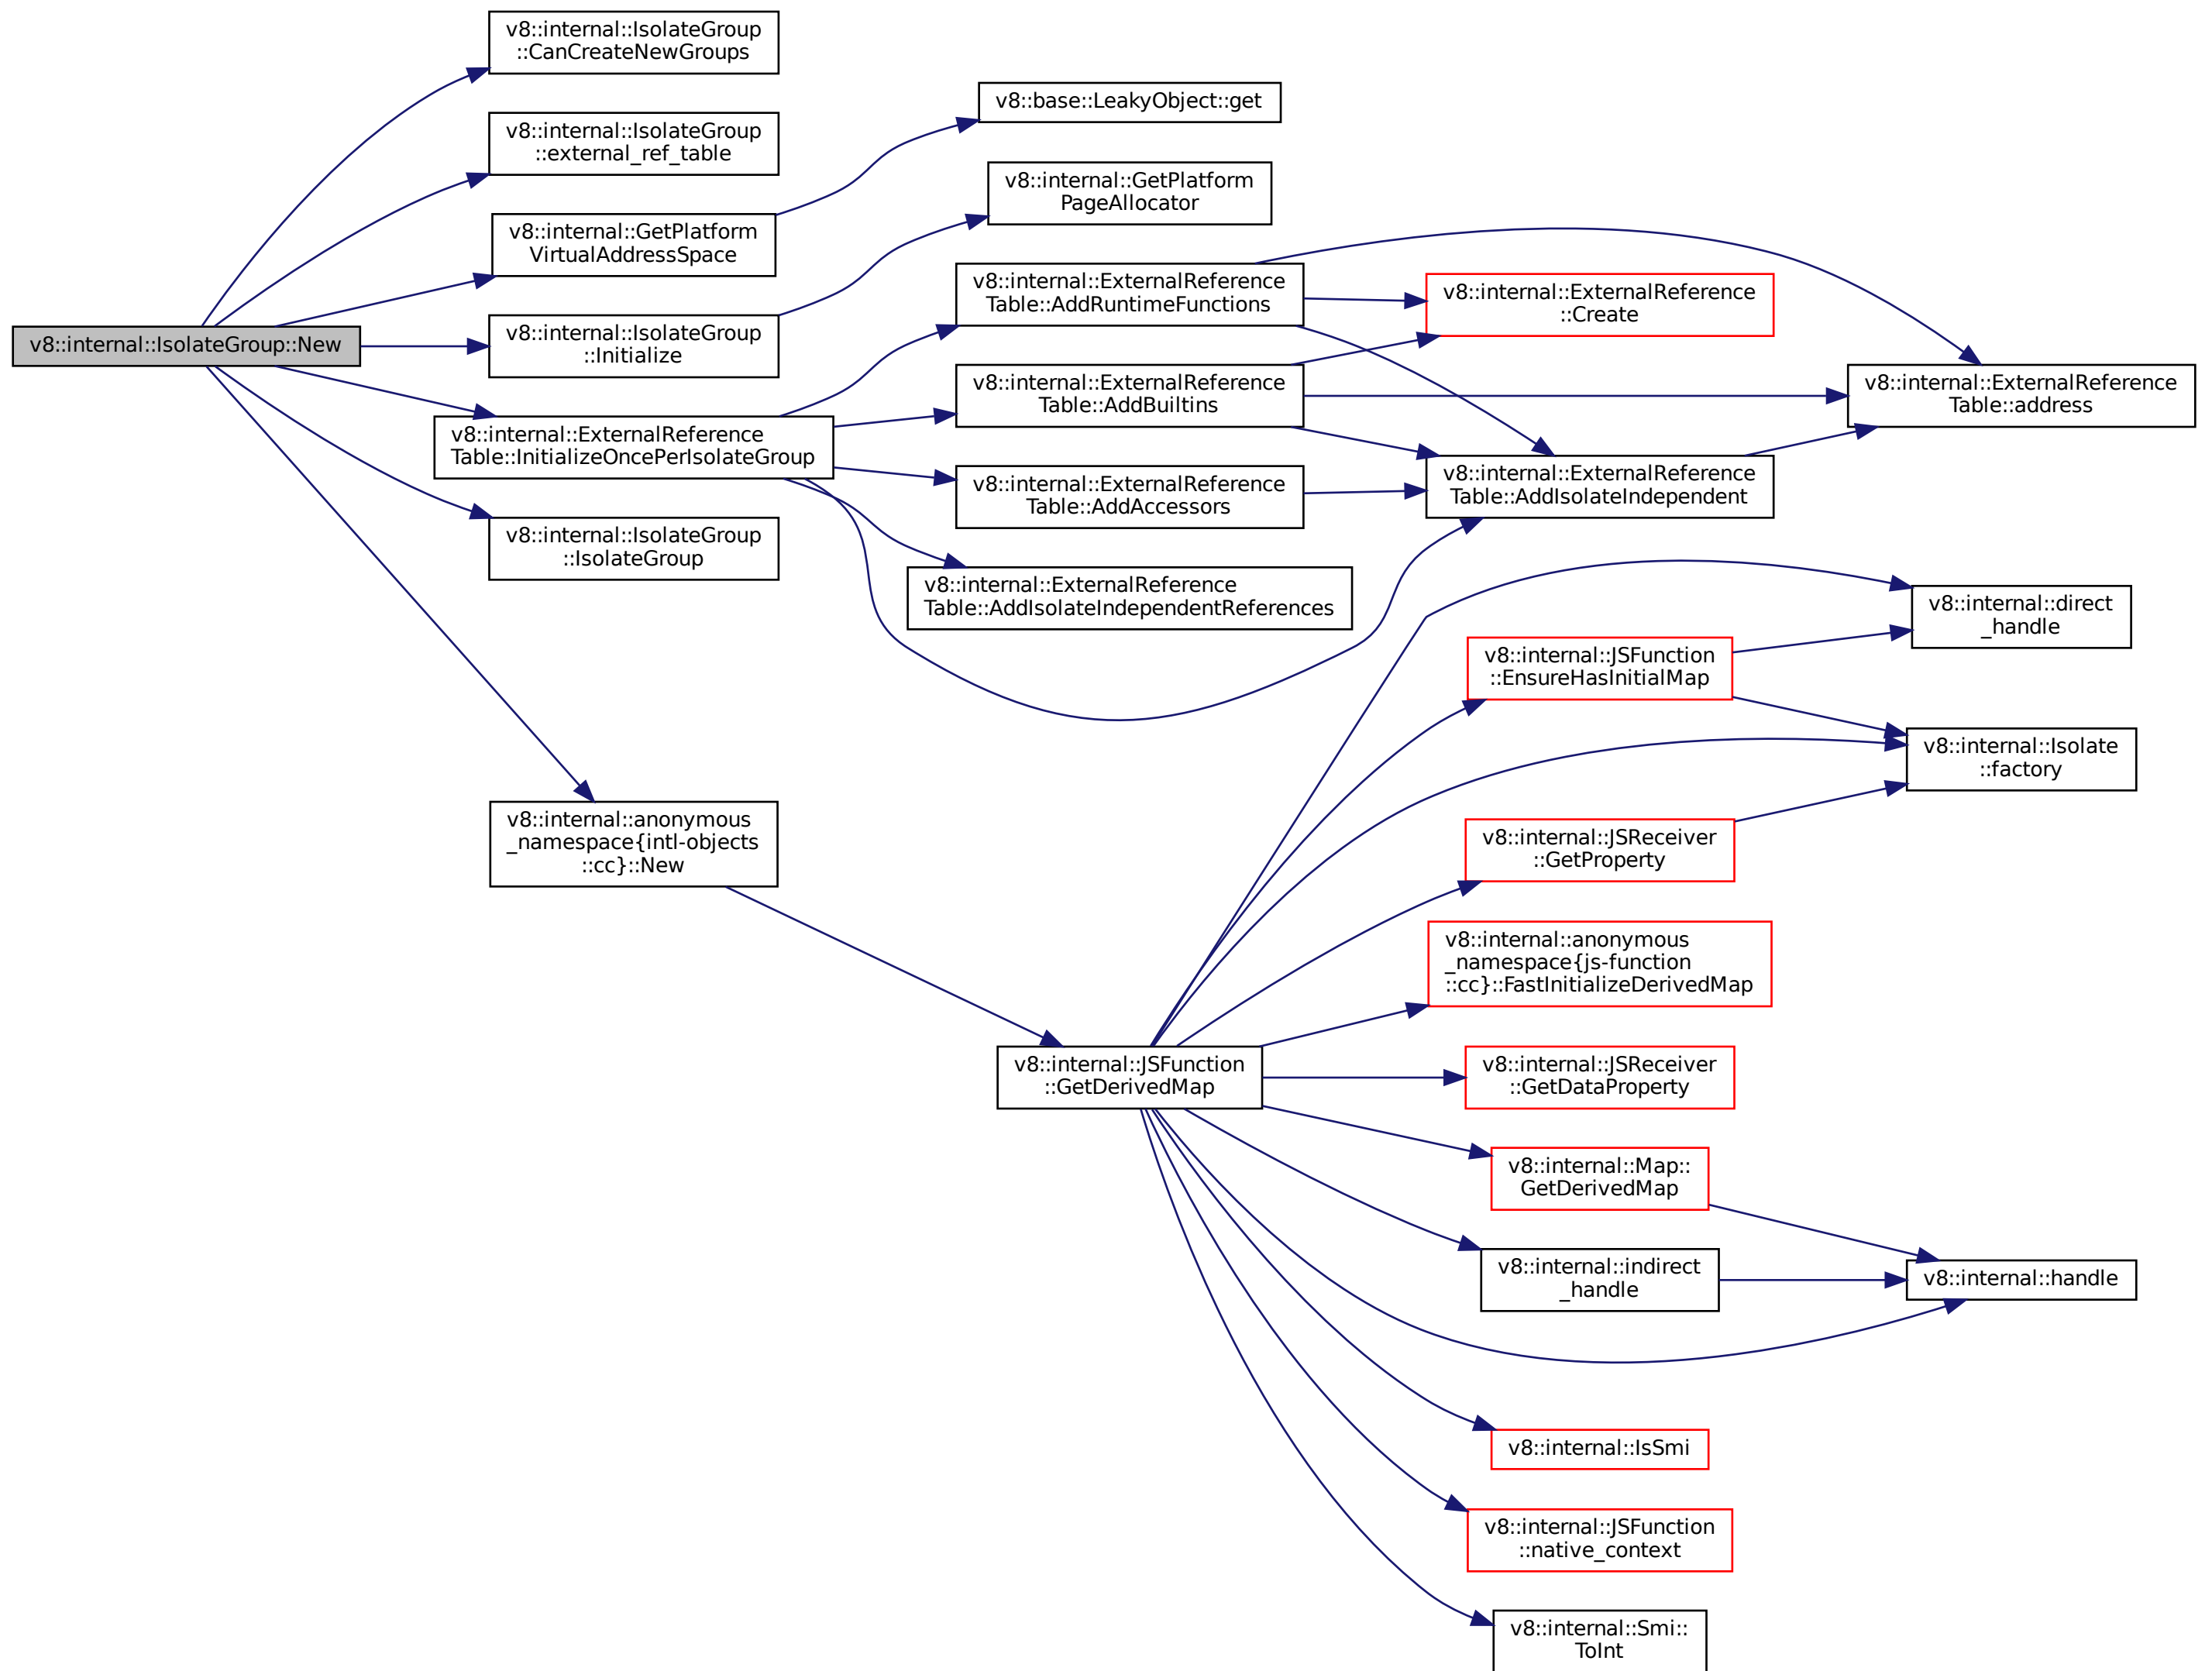 v8::internal::IsolateGroup::New
v8::internal::IsolateGroup
::CanCreateNewGroups
v8::internal::IsolateGroup
::external_ref_table
v8::internal::GetPlatform
VirtualAddressSpace
v8::internal::IsolateGroup
::Initialize
v8::internal::ExternalReference
Table::InitializeOncePerIsolateGroup
v8::internal::IsolateGroup
::IsolateGroup
v8::internal::anonymous
_namespace{intl-objects
::cc}::New
v8::base::LeakyObject::get
v8::internal::GetPlatform
PageAllocator
v8::internal::ExternalReference
Table::AddRuntimeFunctions
v8::internal::ExternalReference
Table::AddBuiltins
v8::internal::ExternalReference
Table::AddAccessors
v8::internal::ExternalReference
Table::AddIsolateIndependentReferences
v8::internal::JSFunction
::GetDerivedMap
v8::internal::ExternalReference
::Create
v8::internal::ExternalReference
Table::AddIsolateIndependent
v8::internal::JSFunction
::EnsureHasInitialMap
v8::internal::JSReceiver
::GetProperty
v8::internal::anonymous
_namespace{js-function
::cc}::FastInitializeDerivedMap
v8::internal::JSReceiver
::GetDataProperty
v8::internal::Map::
GetDerivedMap
v8::internal::indirect
_handle
v8::internal::IsSmi
v8::internal::JSFunction
::native_context
v8::internal::Smi::
ToInt
v8::internal::ExternalReference
Table::address
v8::internal::direct
_handle
v8::internal::Isolate
::factory
v8::internal::handle